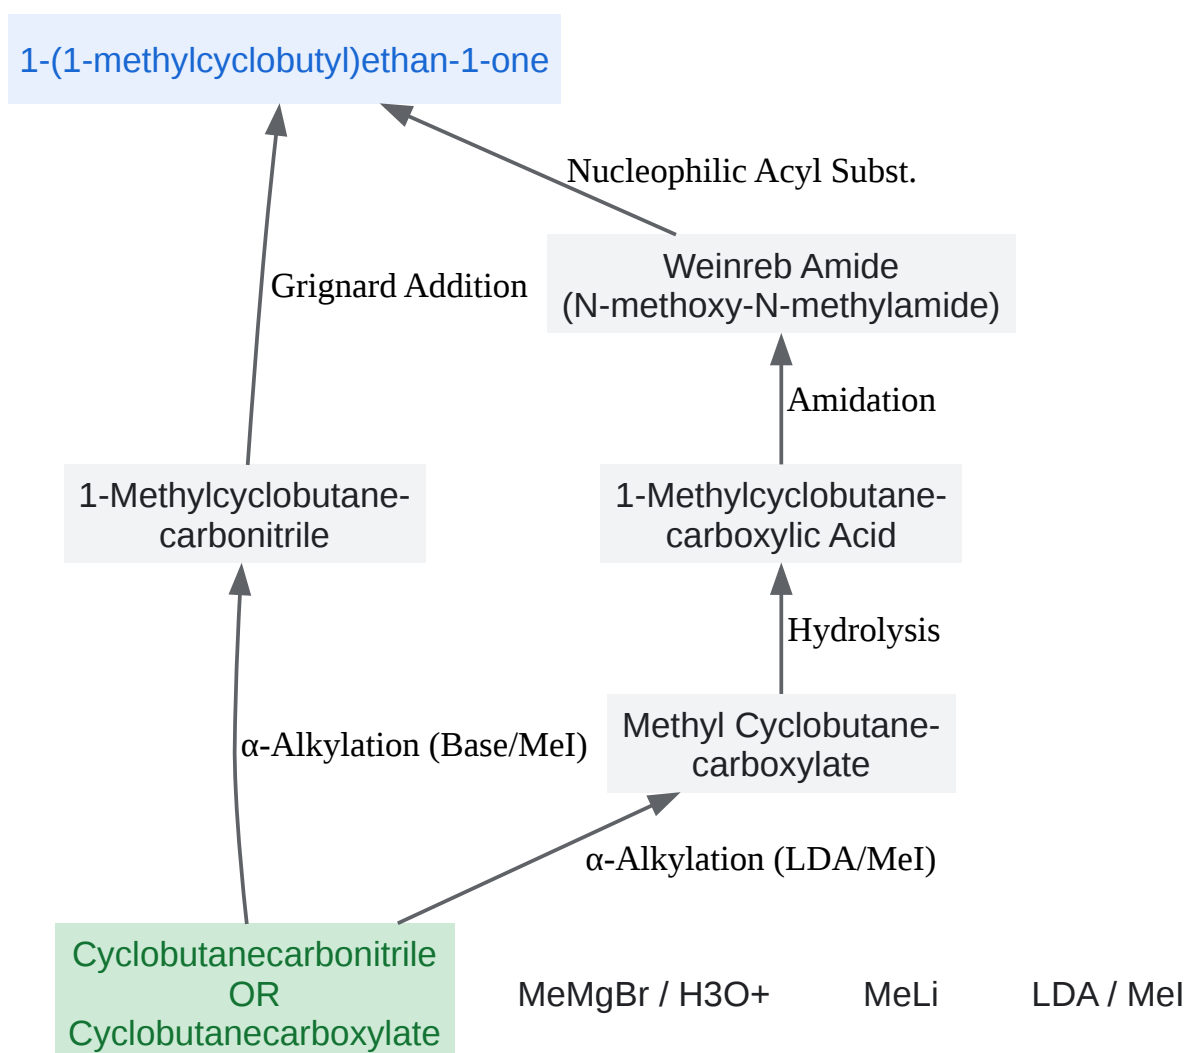 1-(1-methylcyclobutyl)ethan-1-one
Nucleophilic Acyl Subst.
Weinreb Amide
(N-methoxy-N-methylamide)
Grignard Addition
Amidation
1-Methylcyclobutane-
carbonitrile
1-Methylcyclobutane-
carboxylic Acid
Hydrolysis
Methyl Cyclobutane-
carboxylate
α-Alkylation (Base/MeI)
α-Alkylation (LDA/MeI)
Cyclobutanecarbonitrile
OR
Cyclobutanecarboxylate
MeMgBr / H3O+
MeLi
LDA / MeI